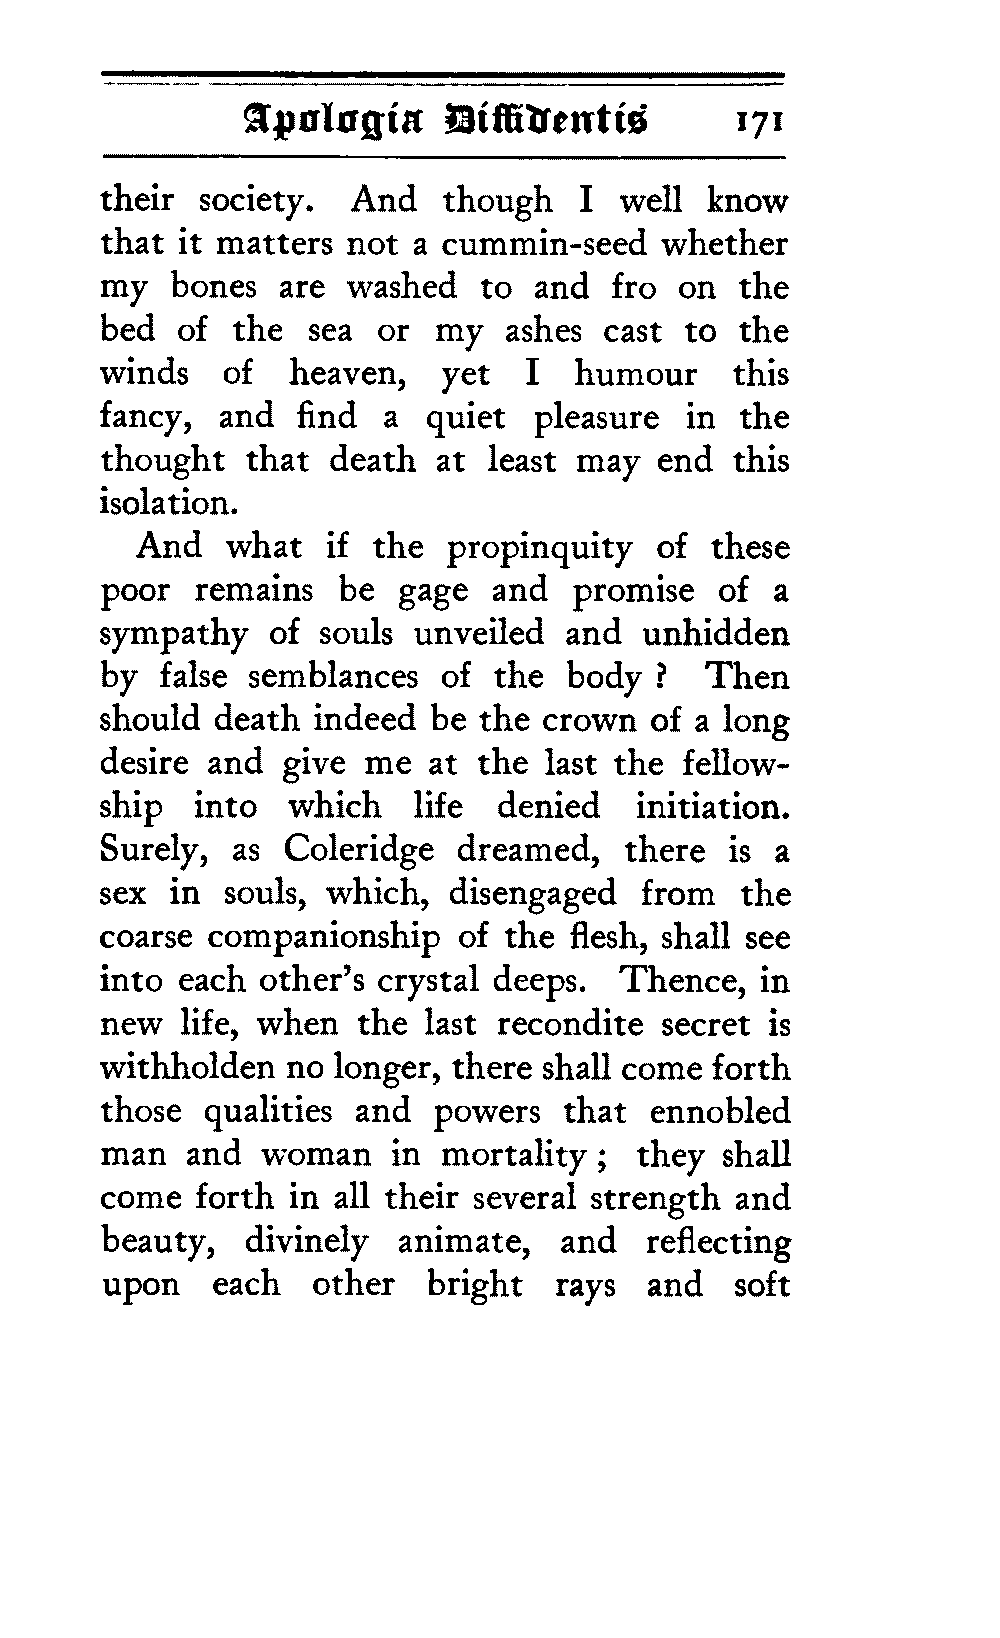 Apologia Diffidentis 171
their society. And though I well know
that it matters not a cummin-seed whether
my bones are washed to and fro on the
bed of the sea or my ashes cast to the
winds of heaven, yet I humour this
fancy, and find a quiet pleasure in the
thought that death at least may end this
isolation.
And what if the propinquity of these
poor remains be gage and promise of a
sympathy of souls unveiled and unhidden
by false semblances of the body ? Then
should death indeed be the crown of a long
desire and give me at the last the fellow-
ship into which life denied initiation.
Surely, as Coleridge dreamed, there is a
sex in souls, which, disengaged from the
coarse companionship of the flesh, shall see
into each other's crystal deeps. Thence, in
new life, when the last recondite secret is
withholden no longer, there shall come forth
those qualities and powers that ennobled
man and woman in mortality ; they shall
come forth in all their several strength and
beauty, divinely animate, and reflecting
upon each other bright rays and soft